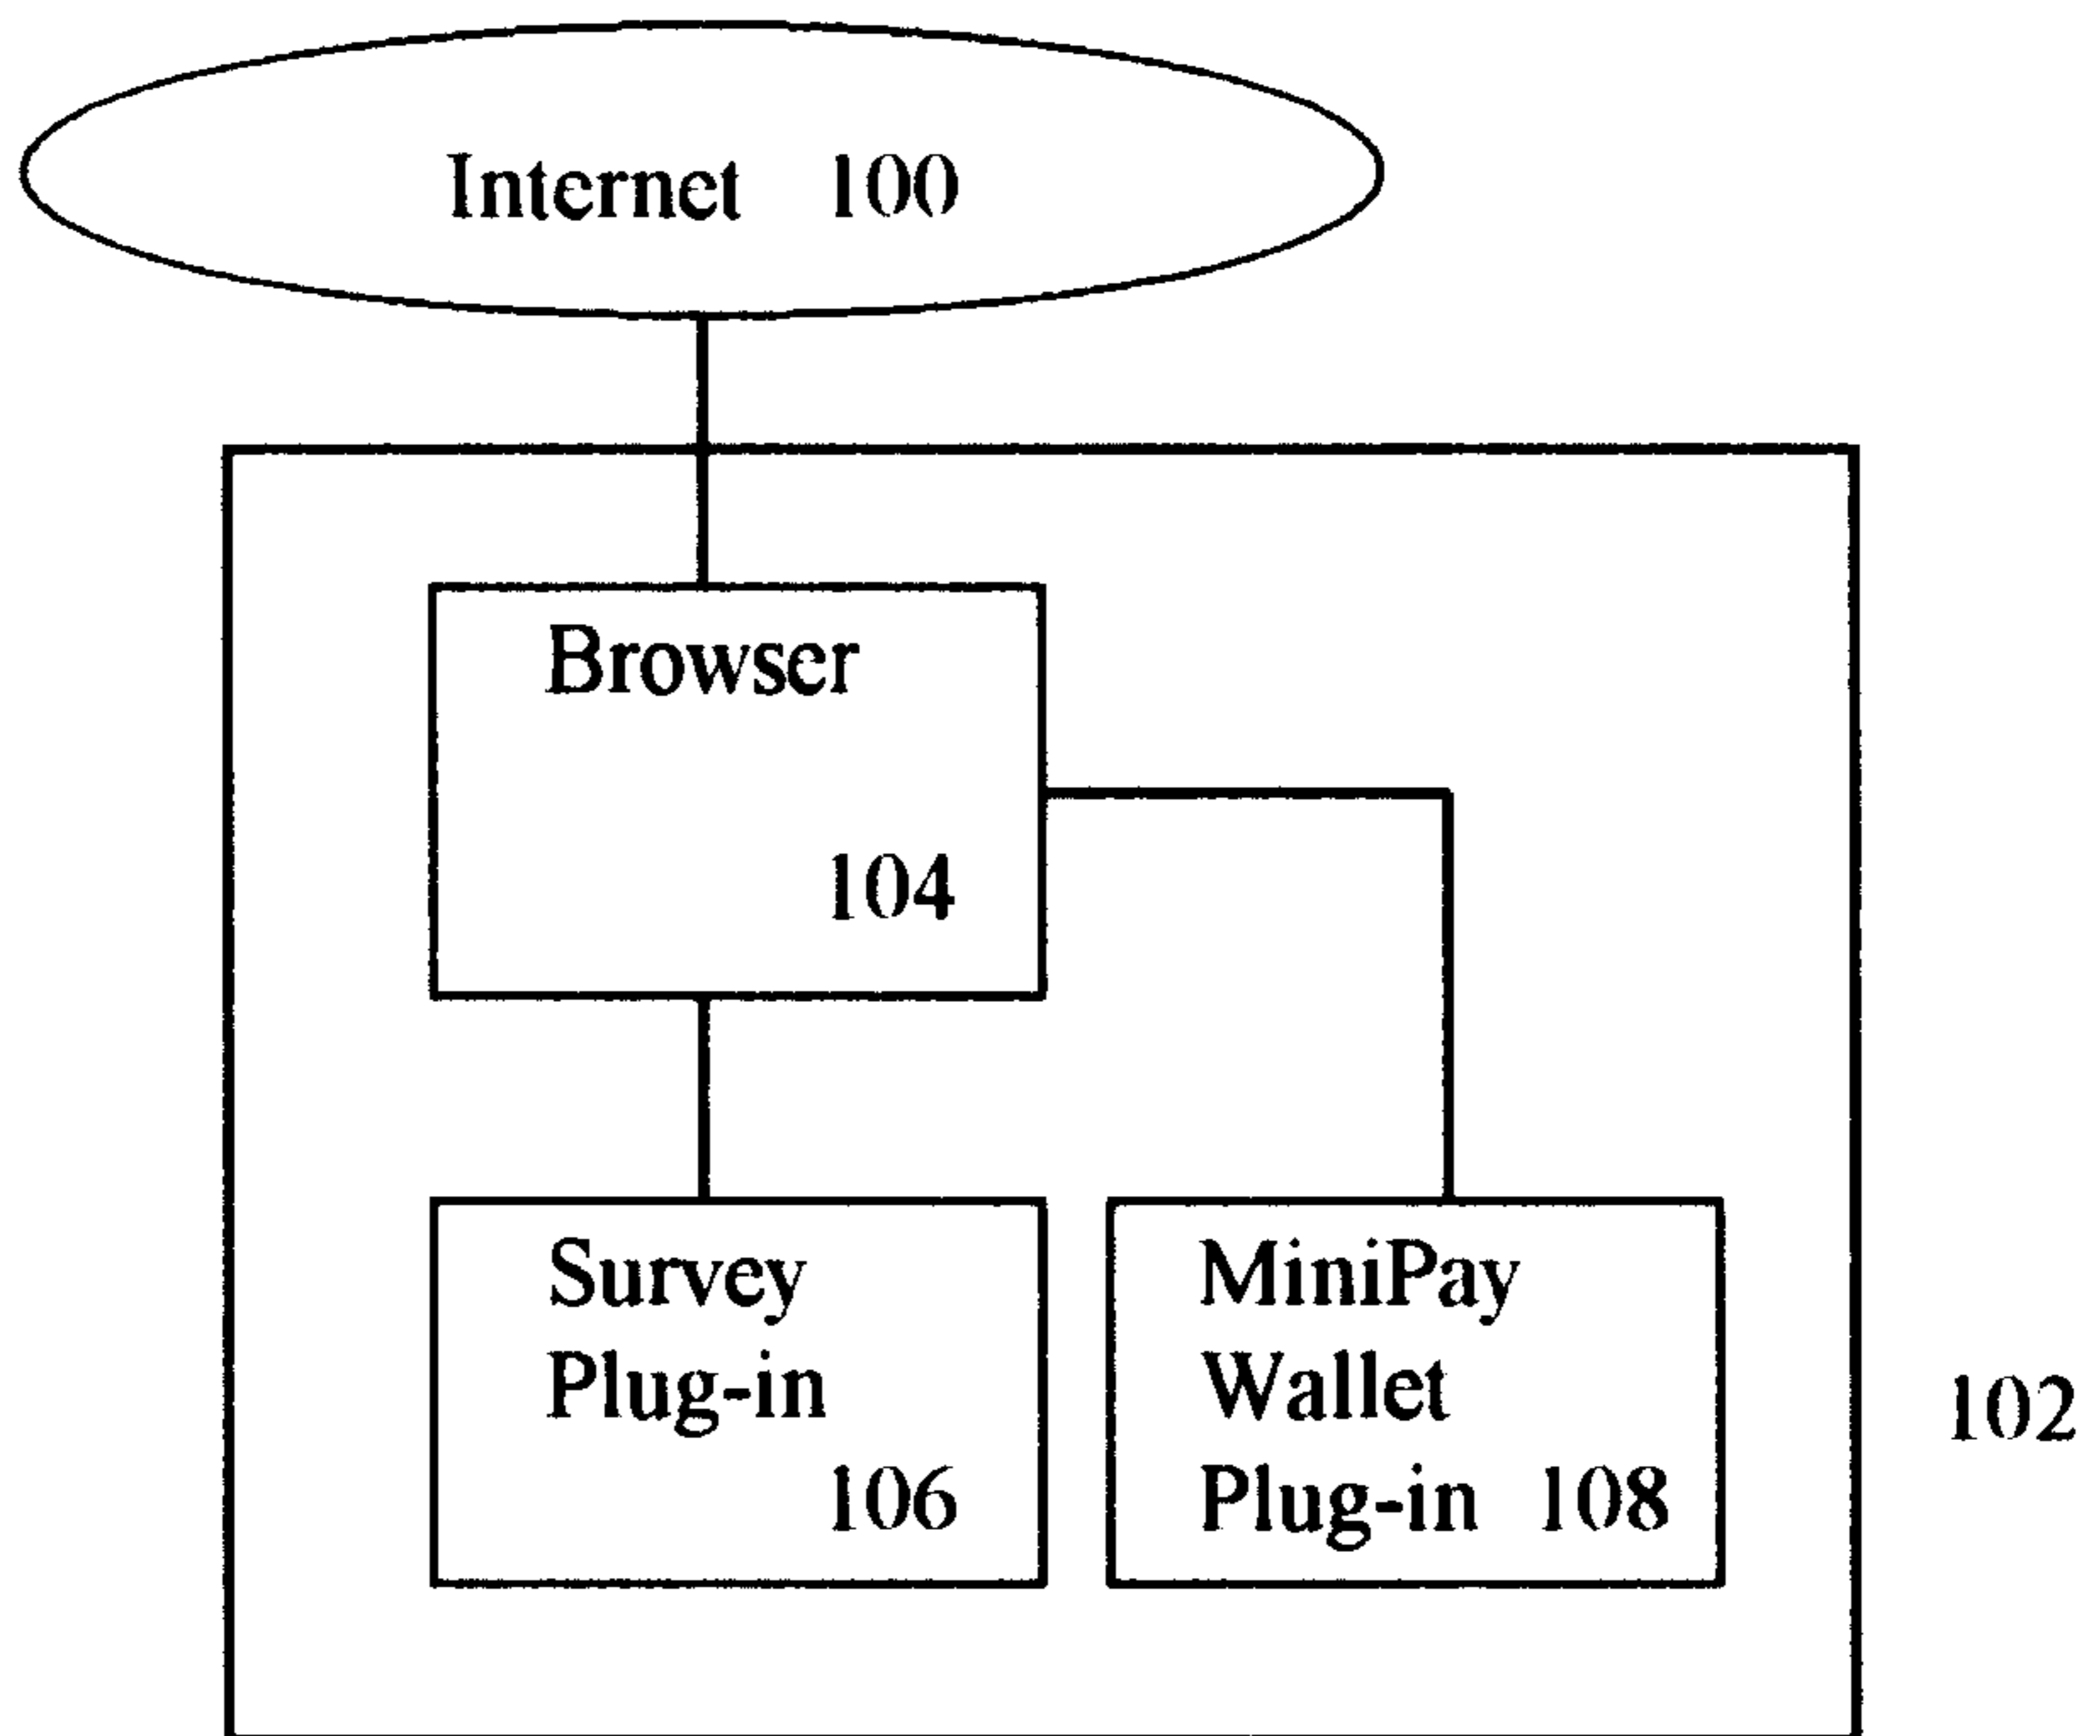 Internet 100
Browser
104
Survey
Plug-in
106
MiniPay
Wallet
Plug-in 108
102